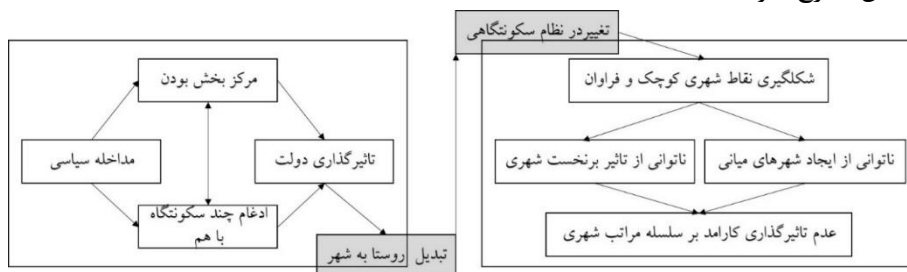 تغییردر نظام سکونتگاهی
شکلگیری نقاط شهری کوچک و فراوان
ناتوانی از ایجاد شهرهای میانی
ناتوانی از تاثیر برنخست شهری
عدم تاثیرگذاری کارامد بر سلسله مراتب شهری
مرکز بخش بودن
مداخله سیاسی
تاثیرگذاری دولت
ادغام چند سکونتگاه
با هم
تبدیل روستا به شهر